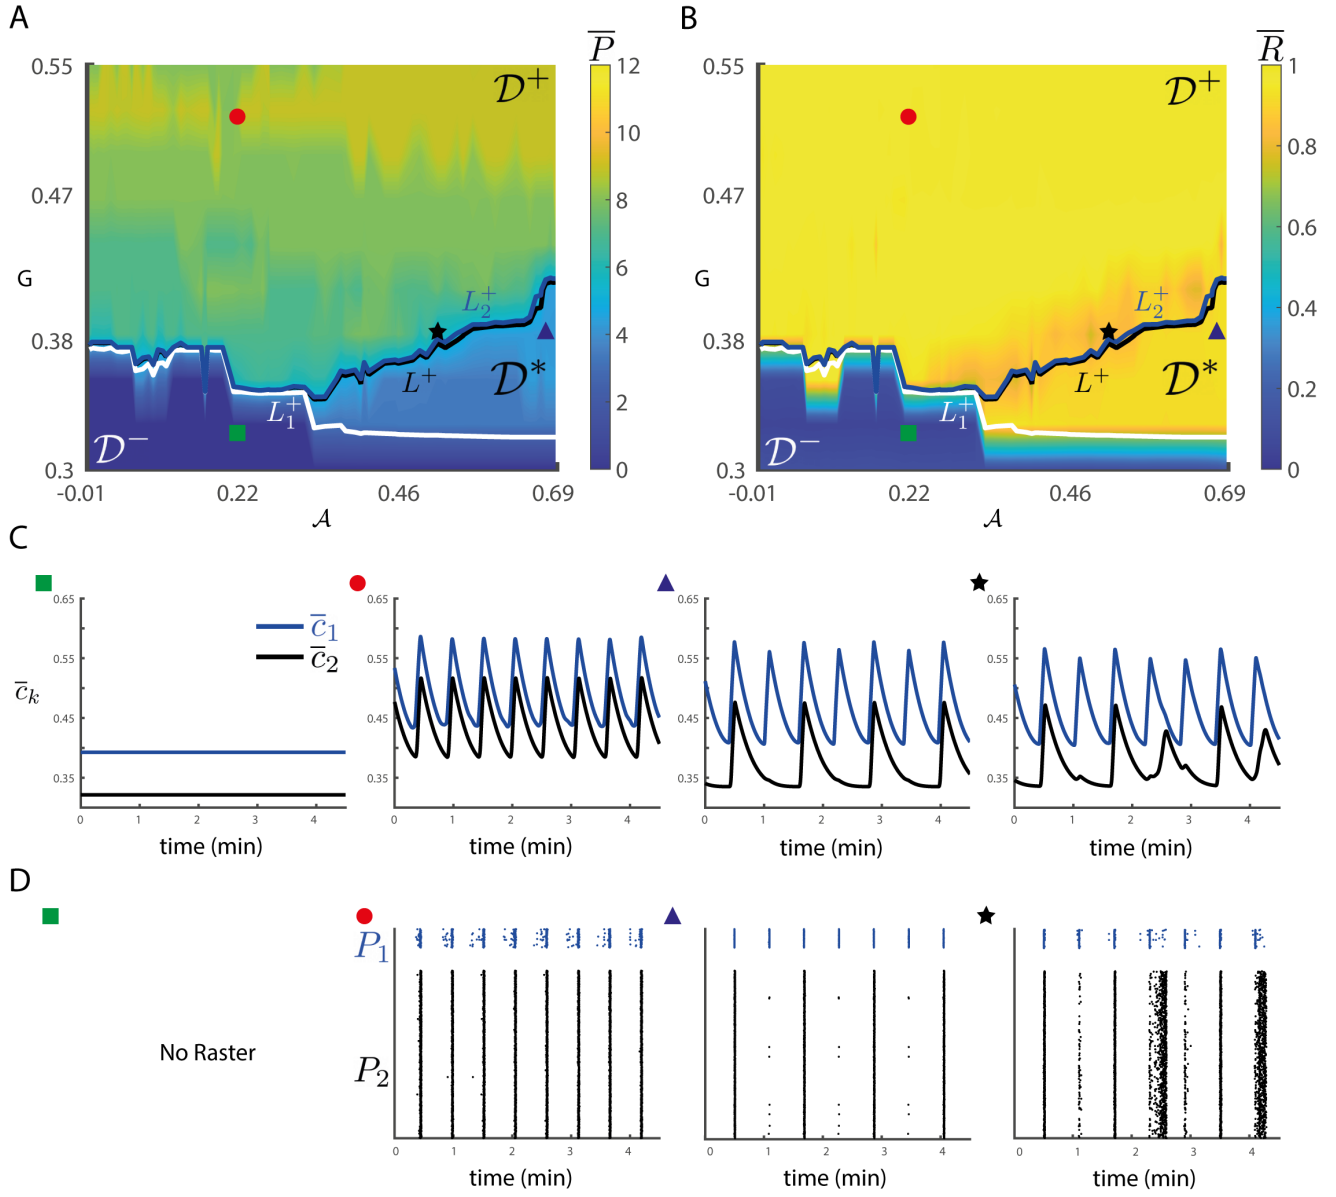 A
B
P̅
R̅
0.55
0.47
G
0.38
0.3
-0.01
0.22
0.46
0.69
𝒜
𝒟⁺
𝒟*
𝒟⁻
L₂⁺
L⁺
L₁⁺
12
10
8
6
4
2
0
0.55
0.47
G
0.38
0.3
-0.01
0.22
0.46
0.69
𝒜
𝒟⁺
𝒟*
𝒟⁻
L₂⁺
L⁺
L₁⁺
1
0.8
0.6
0.4
0.2
0
C
c̅₁
c̅₂
c̅ₖ
0.65
0.55
0.45
0.35
0 1 2 3 4
time (min)
0.65
0.55
0.45
0.35
0 1 2 3 4
time (min)
0.65
0.55
0.45
0.35
0 1 2 3 4
time (min)
0.65
0.55
0.45
0.35
0 1 2 3 4
time (min)
D
No Raster
P₁
P₂
0 1 2 3 4
time (min)
0 1 2 3 4
time (min)
0 1 2 3 4
time (min)